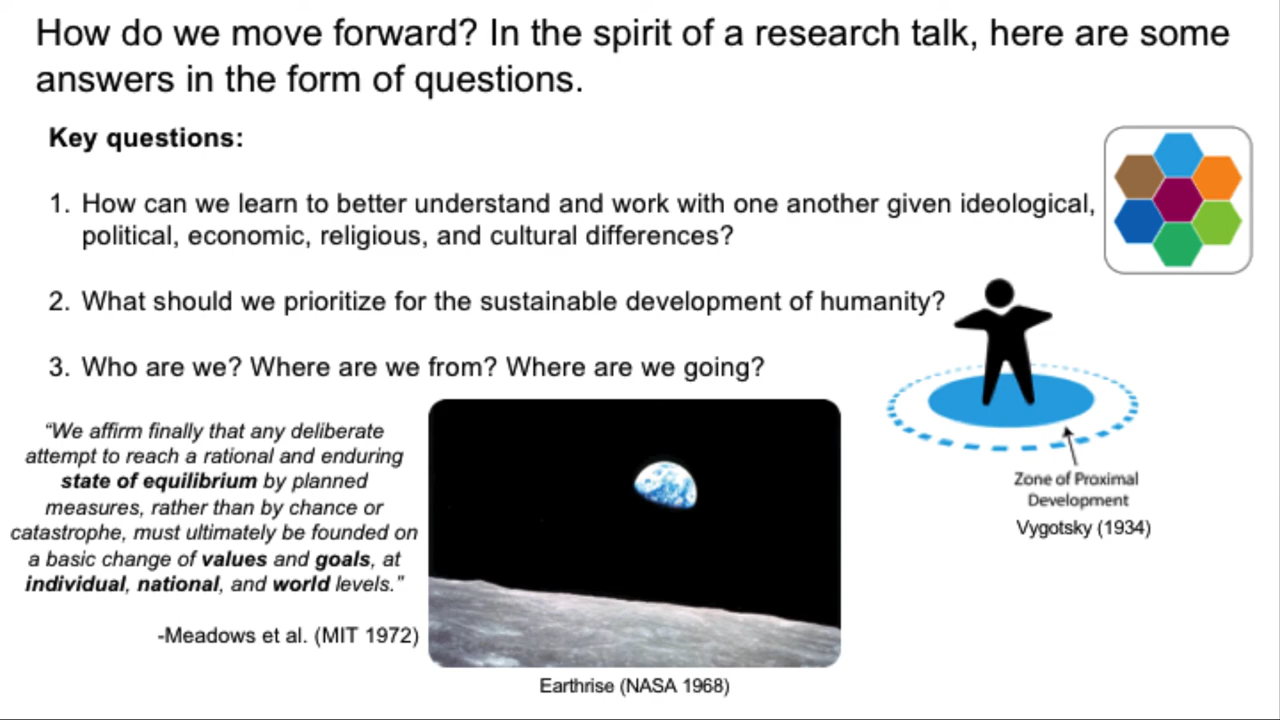 How do we move forward? In the spirit of a research talk, here are some
answers in the form of questions.
Key questions:
1. How can we learn to better understand and work with one another given ideological,
political, economic, religious, and cultural differences?
2. What should we prioritize for the sustainable development of humanity?
3. Who are we? Where are we from? Where are we going?
“We affirm finally that any deliberate
attempt to reach a rational and enduring
state of equilibrium by planned
measures, rather than by chance or
catastrophe, must ultimately be founded on
a basic change of values and goals, at
individual, national, and world levels.”
-Meadows et al. (MIT 1972)
Earthrise (NASA 1968)
Zone of Proximal
Development
Vygotsky (1934)